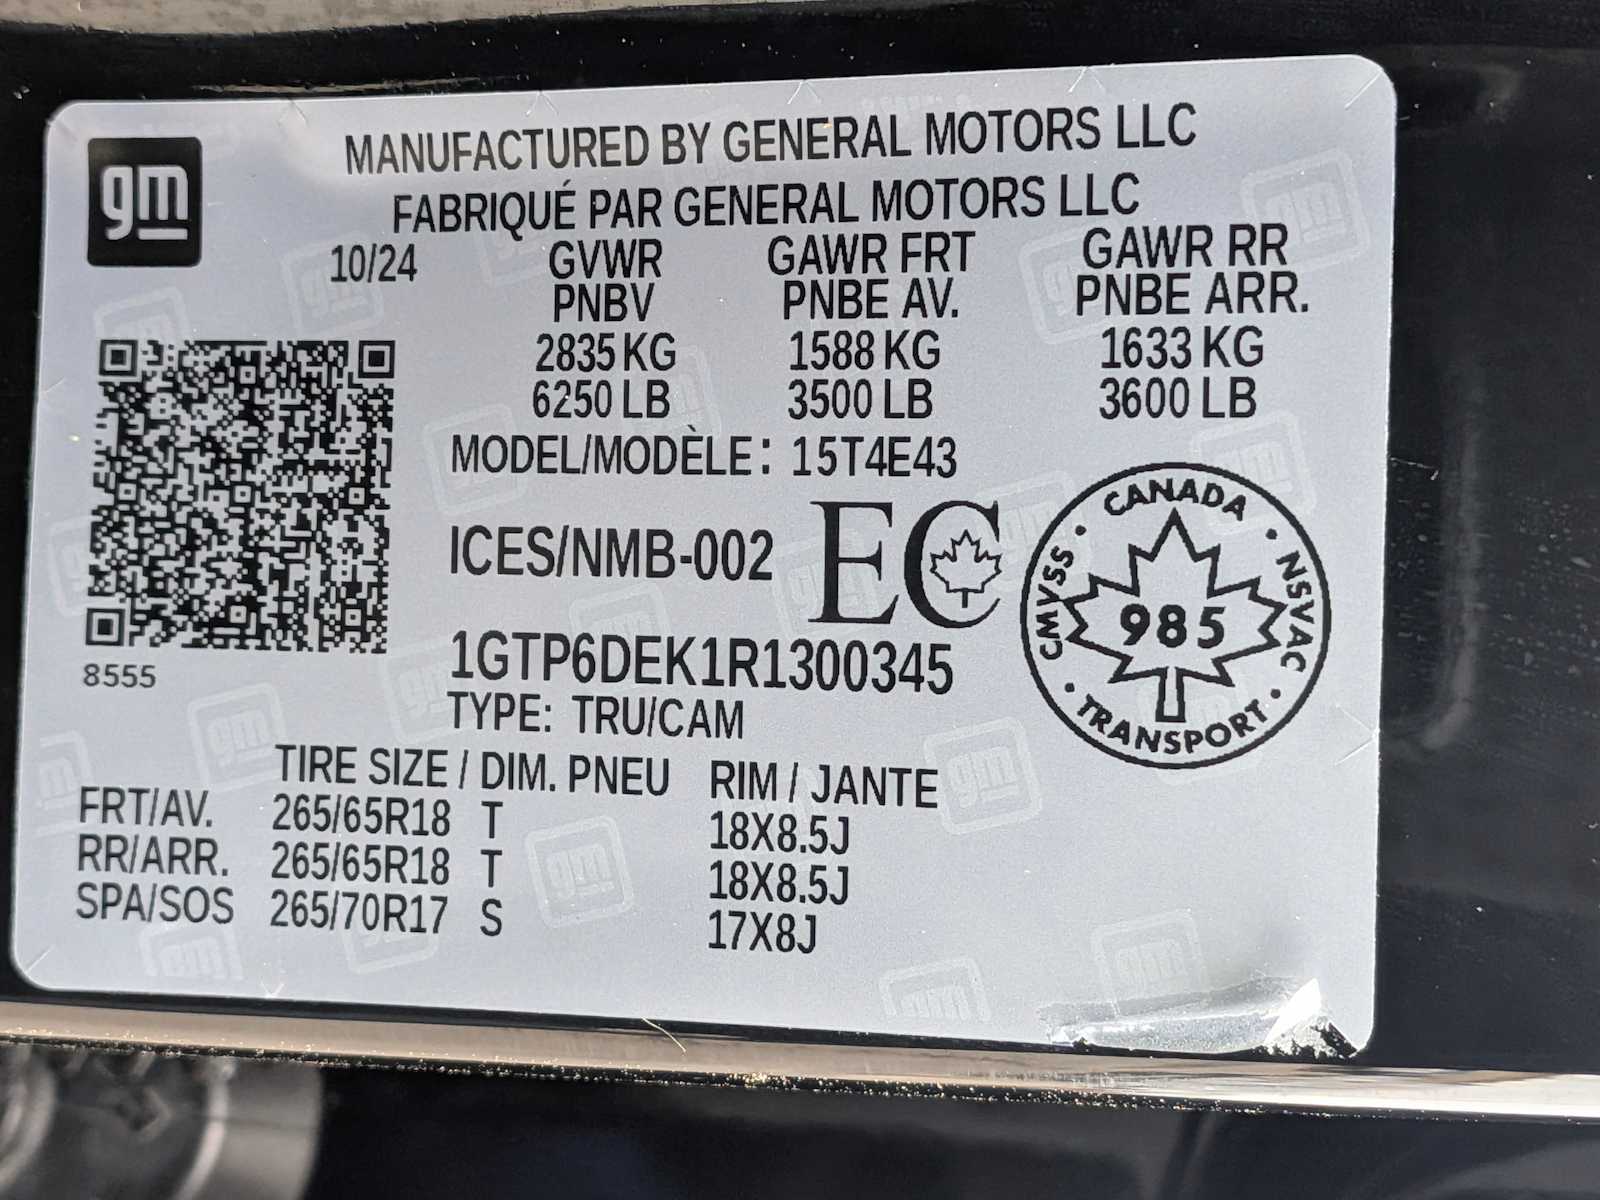 gm
MANUFACTURED BY GENERAL MOTORS LLC
FABRIQUÉ PAR GENERAL MOTORS LLC
10/24 GVWR GAWR FRT GAWR RR
PNBV PNBE AV. PNBE ARR.
2835 KG 1588 KG 1633 KG
6250 LB 3500 LB 3600 LB
MODEL/MODÈLE: 15T4E43
ICES/NMB-002 EC
CANADA · NSVAC · TRANSPORT · CMVSS ·
985
1GTP6DEK1R1300345
8555
TYPE: TRU/CAM
TIRE SIZE / DIM. PNEU RIM / JANTE
FRT/AV. 265/65R18 T 18X8.5J
RR/ARR. 265/65R18 T 18X8.5J
SPA/SOS 265/70R17 S 17X8J